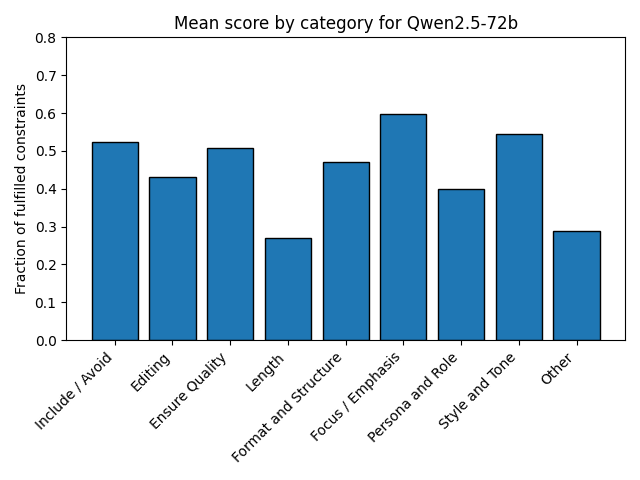 Mean score by category for Qwen2.5-72b
Fraction of fulfilled constraints
0.8
0.7
0.6
0.5
0.4
0.3
0.2
0.1
0.0
Include / Avoid
Editing
Ensure Quality
Length
Format and Structure
Focus / Emphasis
Persona and Role
Style and Tone
Other